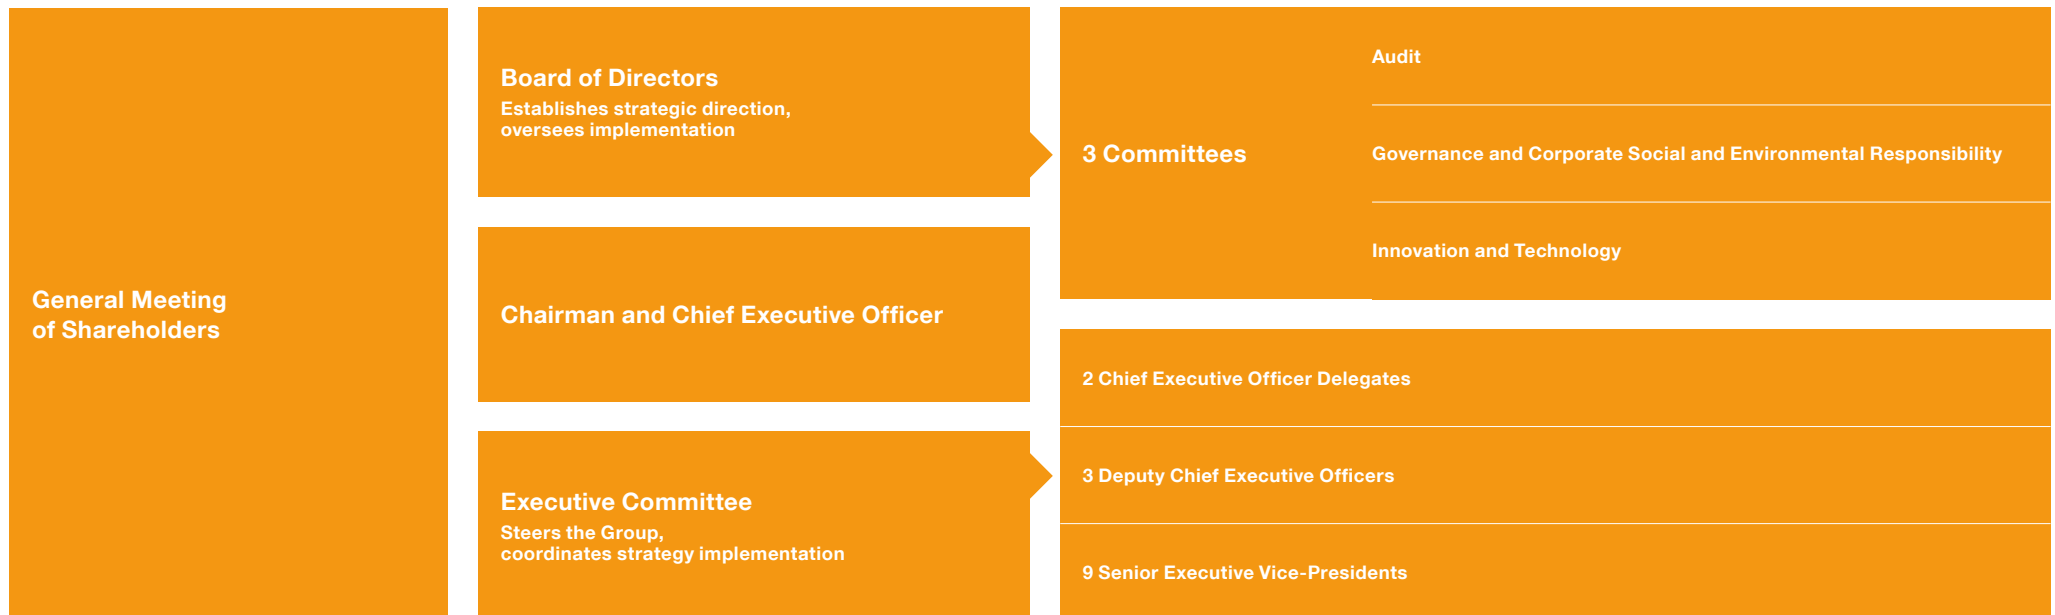 General Meeting
of Shareholders
Board of Directors
Establishes strategic direction,
oversees implementation
Chairman and Chief Executive Officer
Executive Committee
Steers the Group,
coordinates strategy implementation
3 Committees
Audit
Governance and Corporate Social and Environmental Responsibility
Innovation and Technology
2 Chief Executive Officer Delegates
3 Deputy Chief Executive Officers
9 Senior Executive Vice-Presidents